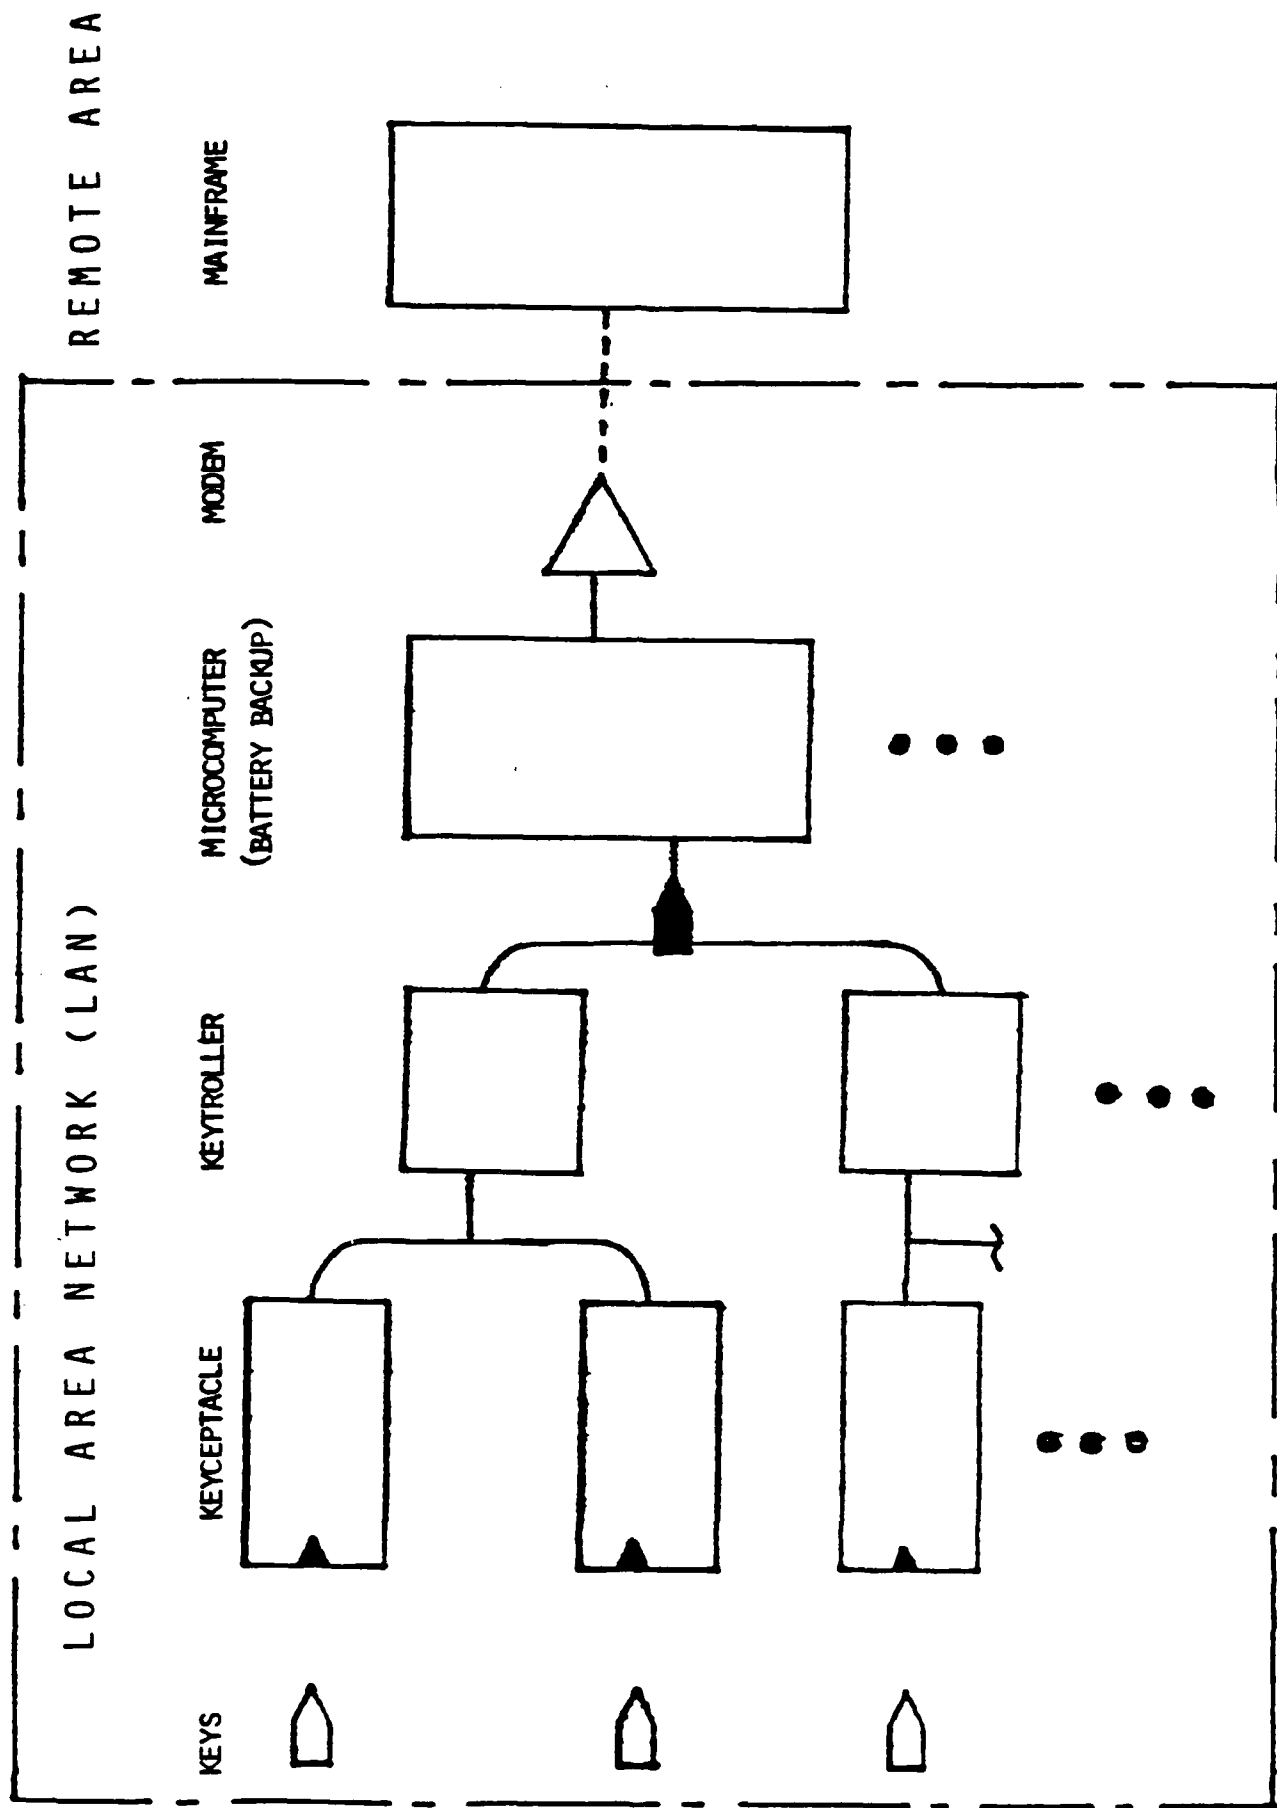 LOCAL AREA NETWORK (LAN)
REMOTE AREA
KEYS
KEYCEPTACLE
KEYTROLLER
MICROCOMPUTER
(BATTERY BACKUP)
MODEM
MAINFRAME